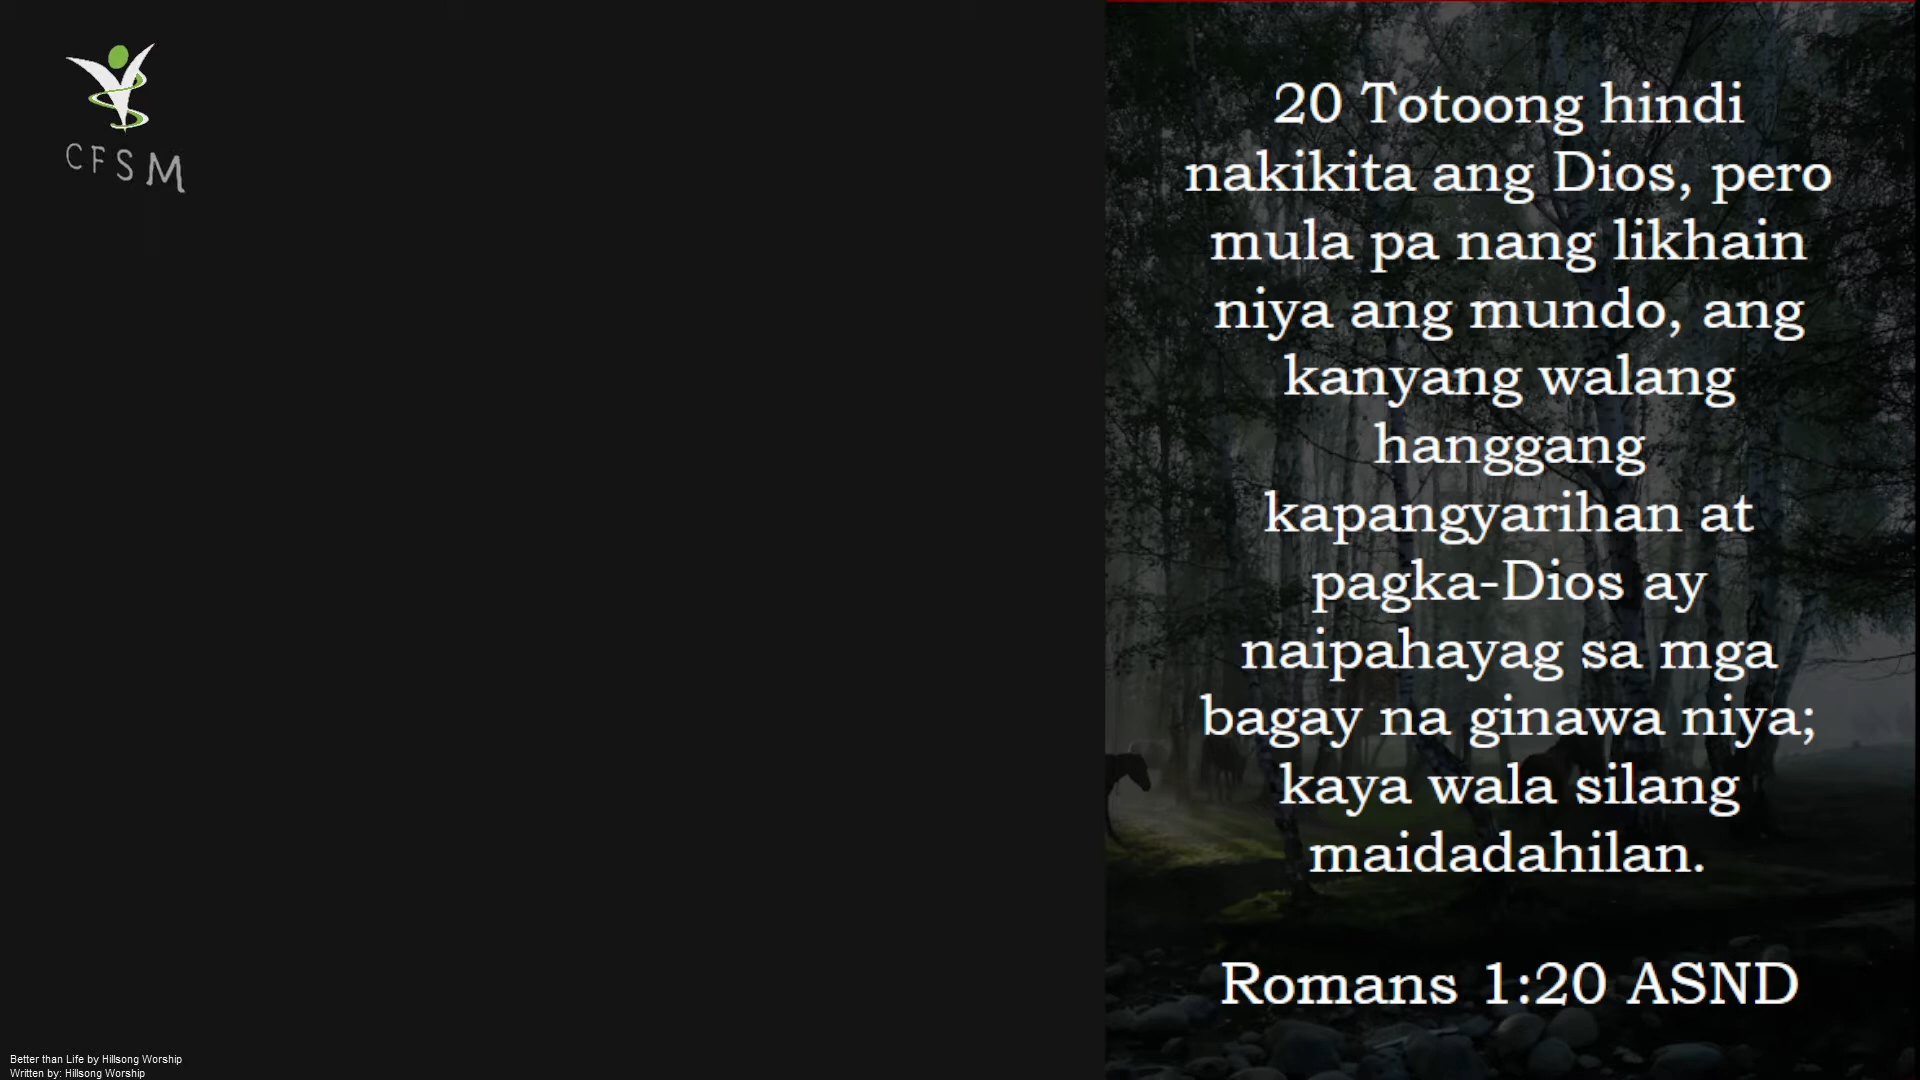 CFSM
20 Totoong hindi
nakikita ang Dios, pero
mula pa nang likhain
niya ang mundo, ang
kanyang walang
hanggang
kapangyarihan at
pagka-Dios ay
naipahayag sa mga
bagay na ginawa niya;
kaya wala silang
maidadahilan.
Romans 1:20 ASND
Better than Life by Hillsong Worship
Written by: Hillsong Worship